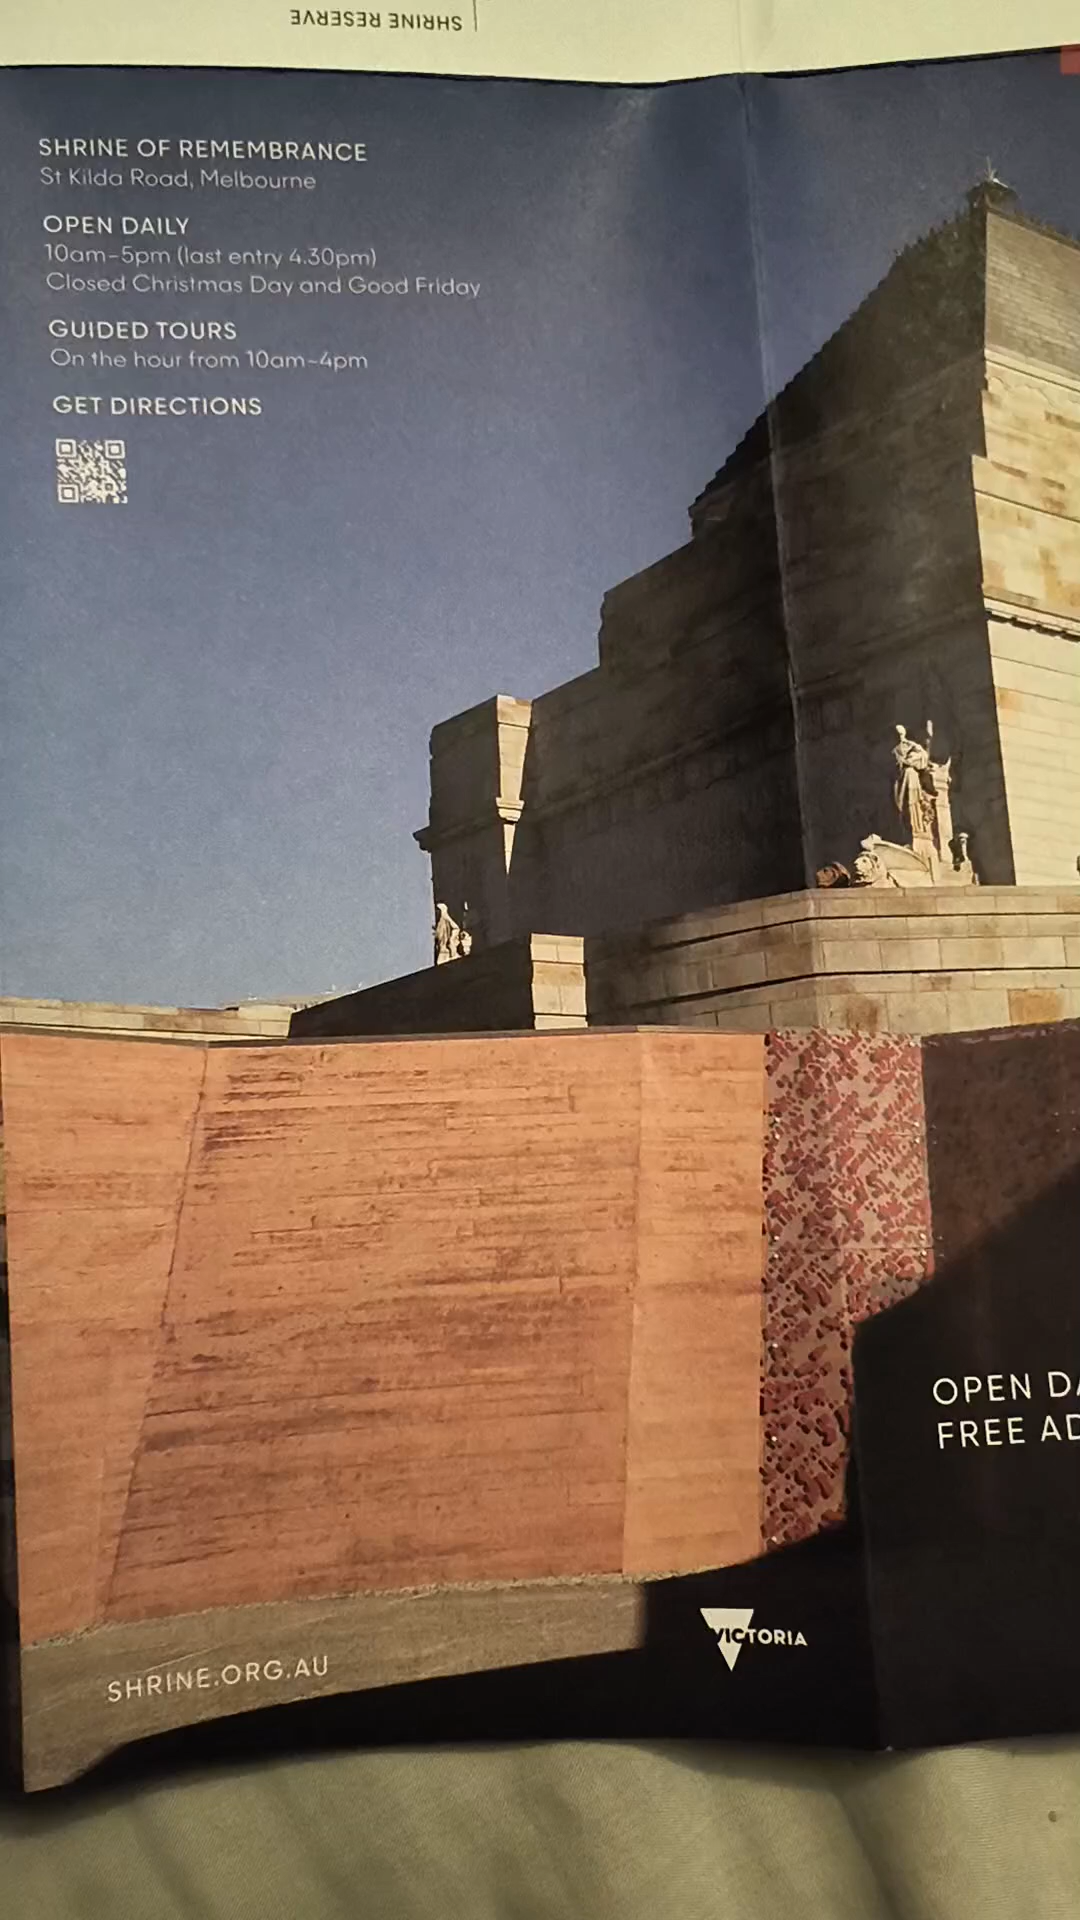 SHRINE RESERVE
SHRINE OF REMEMBRANCE
St Kilda Road, Melbourne
OPEN DAILY
10am–5pm (last entry 4.30pm)
Closed Christmas Day and Good Friday
GUIDED TOURS
On the hour from 10am–4pm
GET DIRECTIONS
OPEN DA
FREE AD
VICTORIA
SHRINE.ORG.AU